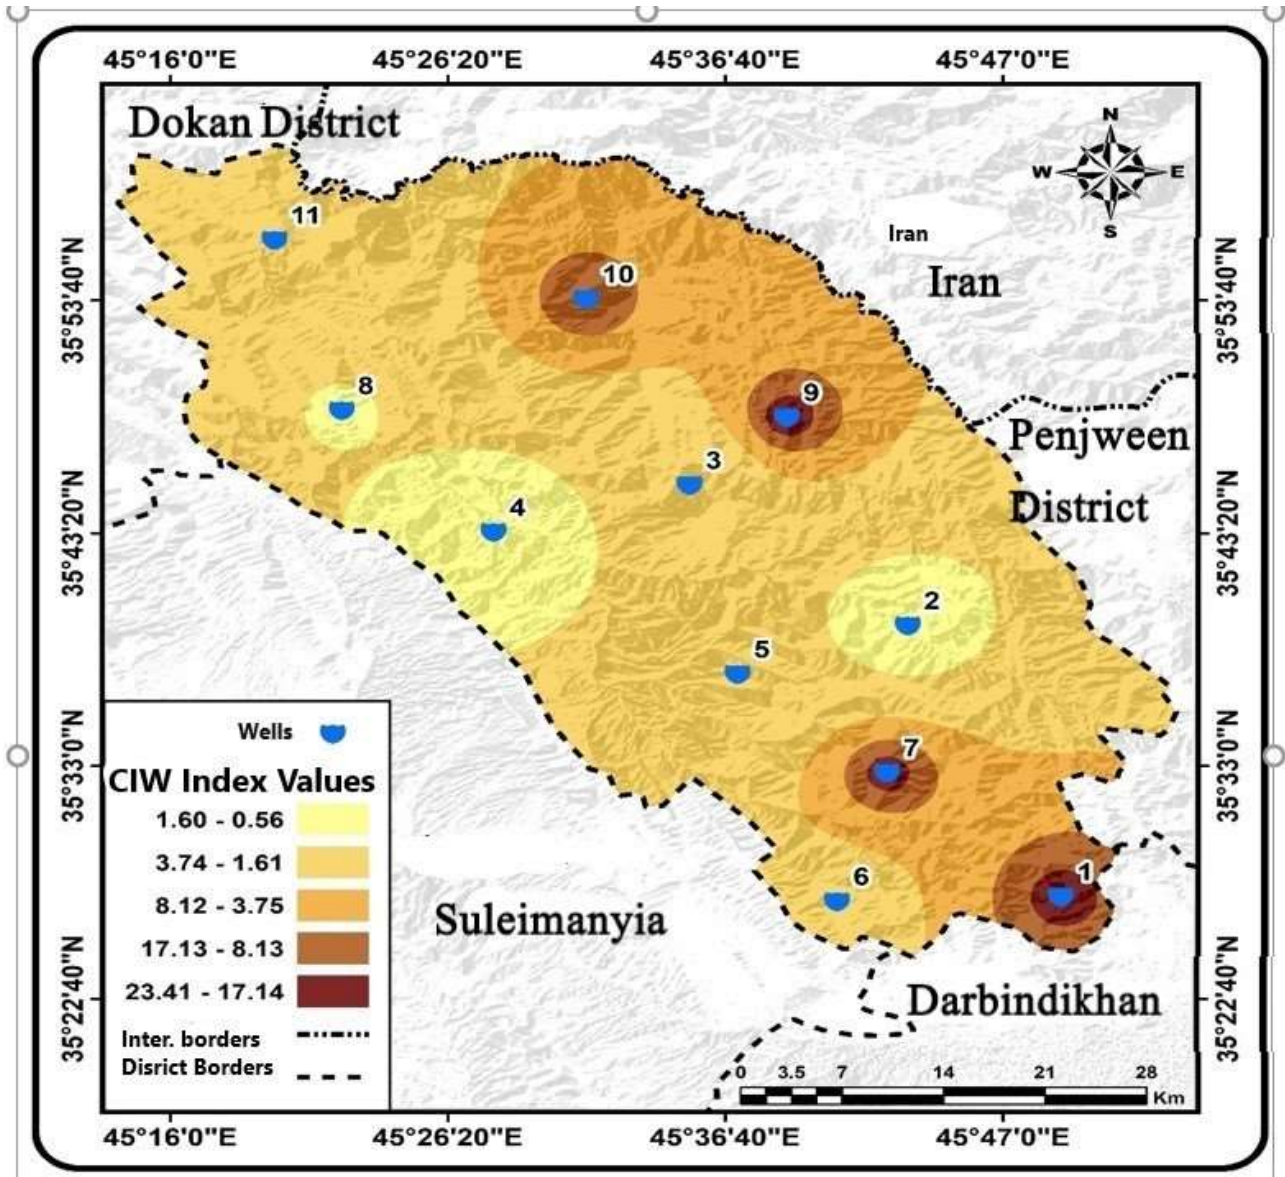 45°16'0"E 45°26'20"E 45°36'40"E 45°47'0"E
Dokan District
N
W E
S
11
Iran
Iran
10
35°53'40"N 35°53'40"N
8
9
Penjween
District
3
4
35°43'20"N 35°43'20"N
2
5
Wells
7
CIW Index Values
35°33'0"N 35°33'0"N
1.60 - 0.56
3.74 - 1.61
8.12 - 3.75
17.13 - 8.13
23.41 - 17.14
1
6
Suleimanyia
Darbindikhan
35°22'40"N 35°22'40"N
Inter. borders
Disrict Borders
0 3.5 7 14 21 28
Km
45°16'0"E 45°26'20"E 45°36'40"E 45°47'0"E